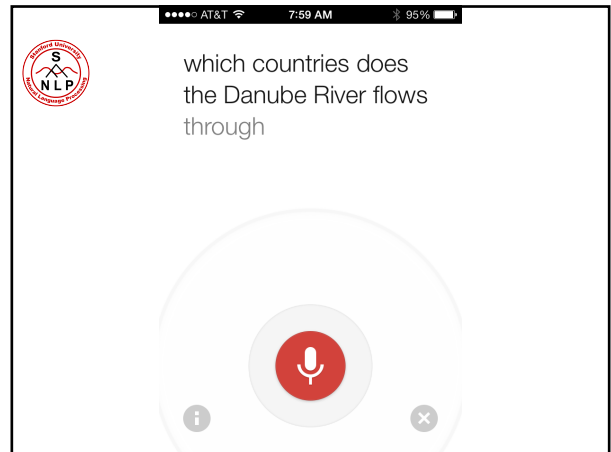 AT&T 7:59 AM 95%
Stanford University
S
NLP
Natural Language Processing
which countries does
the Danube River flows
through